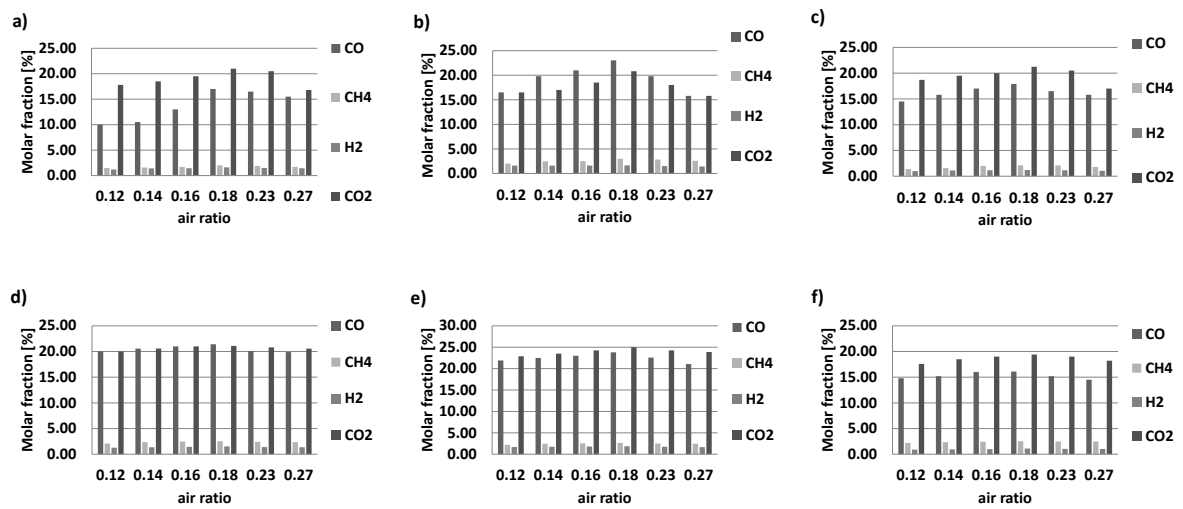 a)
Molar fraction [%]
25.00
20.00
15.00
10.00
5.00
0.00
0.12 0.14 0.16 0.18 0.23 0.27
air ratio
CO
CH4
H2
CO2
b)
Molar fraction [%]
25.00
20.00
15.00
10.00
5.00
0.00
0.12 0.14 0.16 0.18 0.23 0.27
air ratio
CO
CH4
H2
CO2
c)
Molar fraction [%]
25.00
20.00
15.00
10.00
5.00
0.00
0.12 0.14 0.16 0.18 0.23 0.27
air ratio
CO
CH4
H2
CO2
d)
Molar fraction [%]
25.00
20.00
15.00
10.00
5.00
0.00
0.12 0.14 0.16 0.18 0.23 0.27
air ratio
CO
CH4
H2
CO2
e)
Molar fraction [%]
30.00
25.00
20.00
15.00
10.00
5.00
0.00
0.12 0.14 0.16 0.18 0.23 0.27
air ratio
CO
CH4
H2
CO2
f)
Molar fraction [%]
25.00
20.00
15.00
10.00
5.00
0.00
0.12 0.14 0.16 0.18 0.23 0.27
air ratio
CO
CH4
H2
CO2